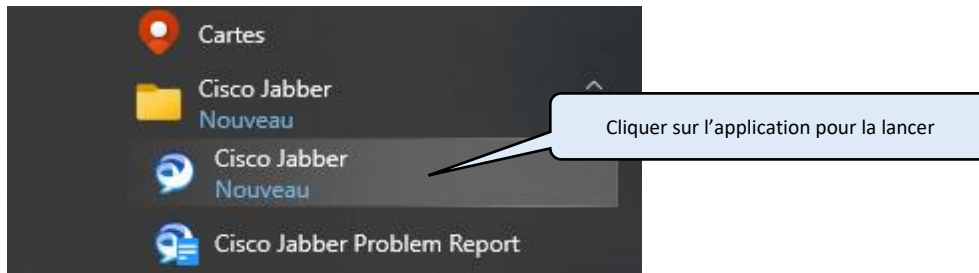 Cartes
Cisco Jabber
Nouveau
Cliquer sur l’application pour la lancer
Cisco Jabber
Nouveau
Cisco Jabber Problem Report